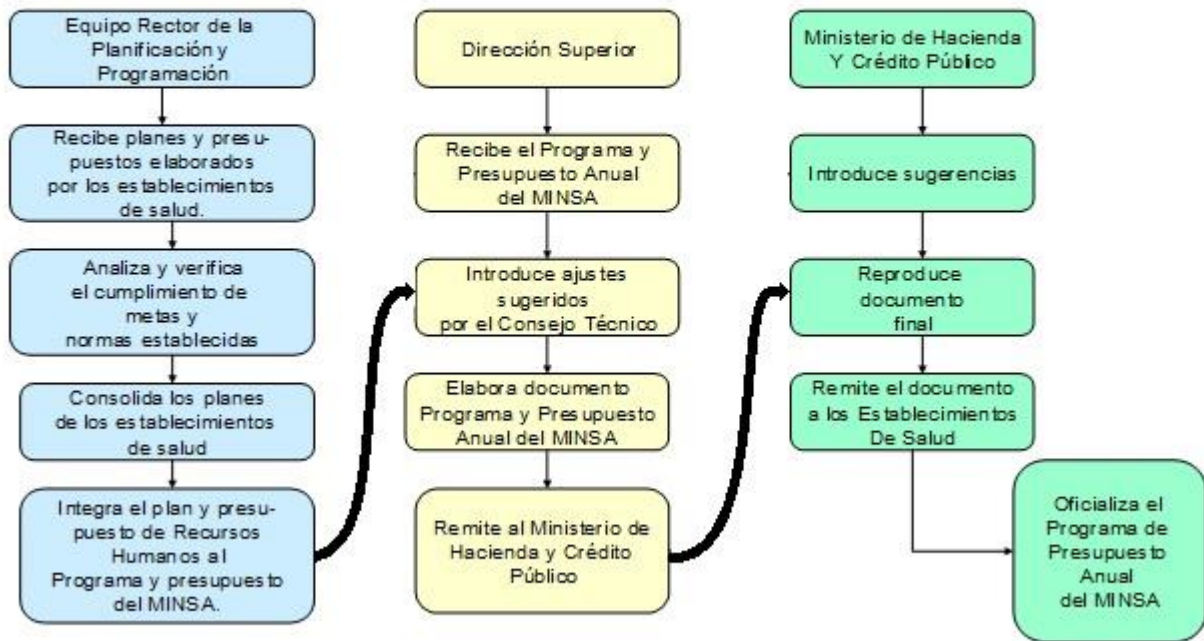 Equipo Rector de la
Planificación y
Programación
Recibe planes y presu-
puestos elaborados
por los establecimientos
de salud.
Analiza y verifica
el cumplimiento de
metas y
normas establecidas
Consolida los planes
de los establecimientos
de salud
Integra el plan y presu-
puesto de Recursos
Humanos al
Programa y presupuesto
del MINSA.
Dirección Superior
Recibe el Programa y
Presupuesto Anual
del MINSA
Introduce ajustes
sugeridos
por el Consejo Técnico
Elabora documento
Programa y Presupuesto
Anual del MINSA
Remite al Ministerio de
Hacienda y Crédito
Público
Ministerio de Hacienda
Y Crédito Público
Introduce sugerencias
Reproduce
documento
final
Remite el documento
a los Establecimientos
De Salud
Oficializa el
Programa de
Presupuesto
Anual
del MINSA